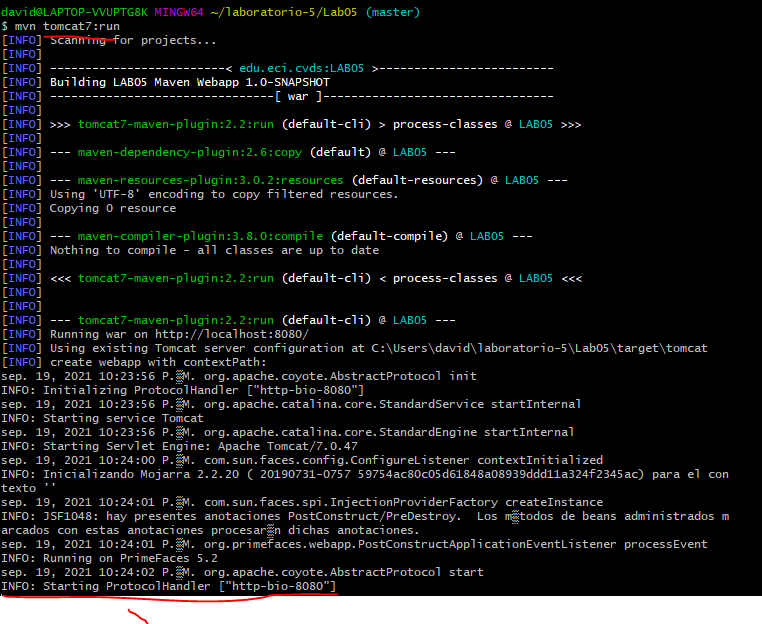 david@LAPTOP-VVUPTG8K MINGW64 ~/laboratorio-5/Lab05 (master)
$ mvn tomcat7:run
[INFO] Scanning for projects...
[INFO]
[INFO] -------------------------< edu.eci.cvds:LAB05 >-------------------------
[INFO] Building LAB05 Maven Webapp 1.0-SNAPSHOT
[INFO] --------------------------------[ war ]---------------------------------
[INFO]
[INFO] >>> tomcat7-maven-plugin:2.2:run (default-cli) > process-classes @ LAB05 >>>
[INFO]
[INFO] --- maven-dependency-plugin:2.6:copy (default) @ LAB05 ---
[INFO]
[INFO] --- maven-resources-plugin:3.0.2:resources (default-resources) @ LAB05 ---
[INFO] Using 'UTF-8' encoding to copy filtered resources.
[INFO] Copying 0 resource
[INFO]
[INFO] --- maven-compiler-plugin:3.8.0:compile (default-compile) @ LAB05 ---
[INFO] Nothing to compile - all classes are up to date
[INFO]
[INFO] <<< tomcat7-maven-plugin:2.2:run (default-cli) < process-classes @ LAB05 <<<
[INFO]
[INFO]
[INFO] --- tomcat7-maven-plugin:2.2:run (default-cli) @ LAB05 ---
[INFO] Running war on http://localhost:8080/
[INFO] Using existing Tomcat server configuration at C:\Users\david\laboratorio-5\Lab05\target\tomcat
[INFO] create webapp with contextPath:
sep. 19, 2021 10:23:56 P.▒M. org.apache.coyote.AbstractProtocol init
INFO: Initializing ProtocolHandler ["http-bio-8080"]
sep. 19, 2021 10:23:56 P.▒M. org.apache.catalina.core.StandardService startInternal
INFO: Starting service Tomcat
sep. 19, 2021 10:23:56 P.▒M. org.apache.catalina.core.StandardEngine startInternal
INFO: Starting Servlet Engine: Apache Tomcat/7.0.47
sep. 19, 2021 10:24:00 P.▒M. com.sun.faces.config.ConfigureListener contextInitialized
INFO: Inicializando Mojarra 2.2.20 ( 20190731-0757 59754ac80c05d61848a08939ddd11a324f2345ac) para el con
texto ''
sep. 19, 2021 10:24:01 P.▒M. com.sun.faces.spi.InjectionProviderFactory createInstance
INFO: JSF1048: hay presentes anotaciones PostConstruct/PreDestroy.  Los m▒todos de beans administrados m
arcados con estas anotaciones procesar▒n dichas anotaciones.
sep. 19, 2021 10:24:01 P.▒M. org.primefaces.webapp.PostConstructApplicationEventListener processEvent
INFO: Running on PrimeFaces 5.2
sep. 19, 2021 10:24:02 P.▒M. org.apache.coyote.AbstractProtocol start
INFO: Starting ProtocolHandler ["http-bio-8080"]